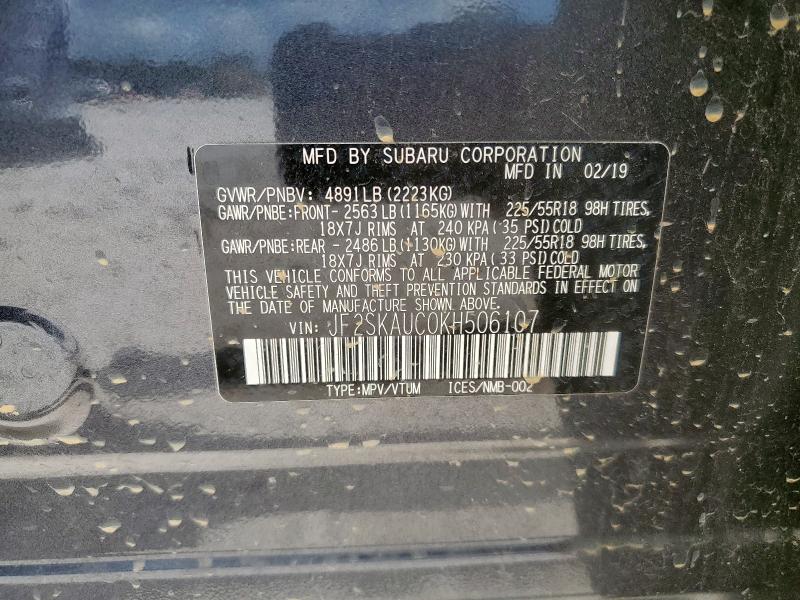 MFD BY SUBARU CORPORATION
MFD IN 02/19
GVWR/PNBV: 4891LB(2223KG)
GAWR/PNBE:FRONT- 2563LB(1165KG)WITH 225/55R18 98H TIRES,
18X7J RIMS AT 240 KPA(35 PSI)COLD
GAWR/PNBE:REAR - 2486LB(1130KG)WITH 225/55R18 98H TIRES,
18X7J RIMS AT 230 KPA(33 PSI)COLD
THIS VEHICLE CONFORMS TO ALL APPLICABLE FEDERAL MOTOR
VEHICLE SAFETY AND THEFT PREVENTION STANDARDS IN EFFECT ON
THE DATE OF MANUFACTURE SHOWN ABOVE.
VIN: JF2SKAUC0KH506107
TYPE:MPV/VTUM ICES/NMB-002